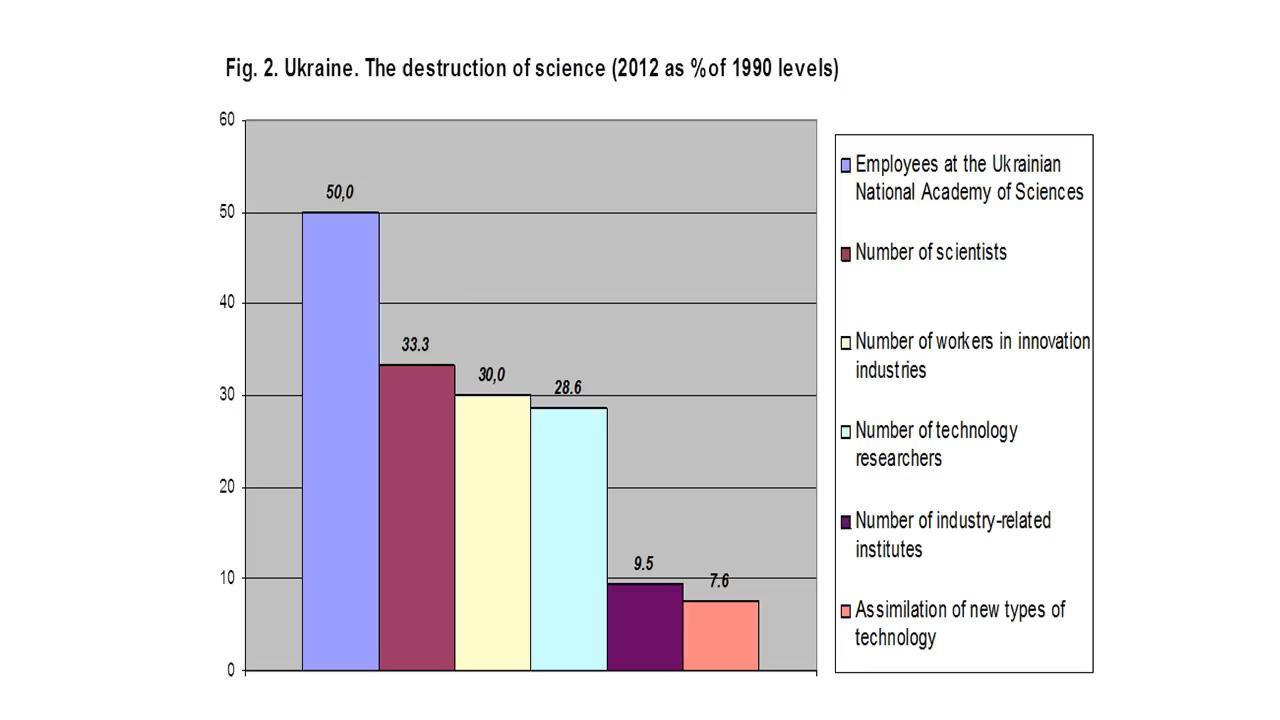 Fig. 2. Ukraine. The destruction of science (2012 as %of 1990 levels)
60
50
40
30
20
10
0
50,0
33.3
30,0
28.6
9.5
7.6
Employees at the Ukrainian
National Academy of Sciences
Number of scientists
Number of workers in innovation
industries
Number of technology
researchers
Number of industry-related
institutes
Assimilation of new types of
technology